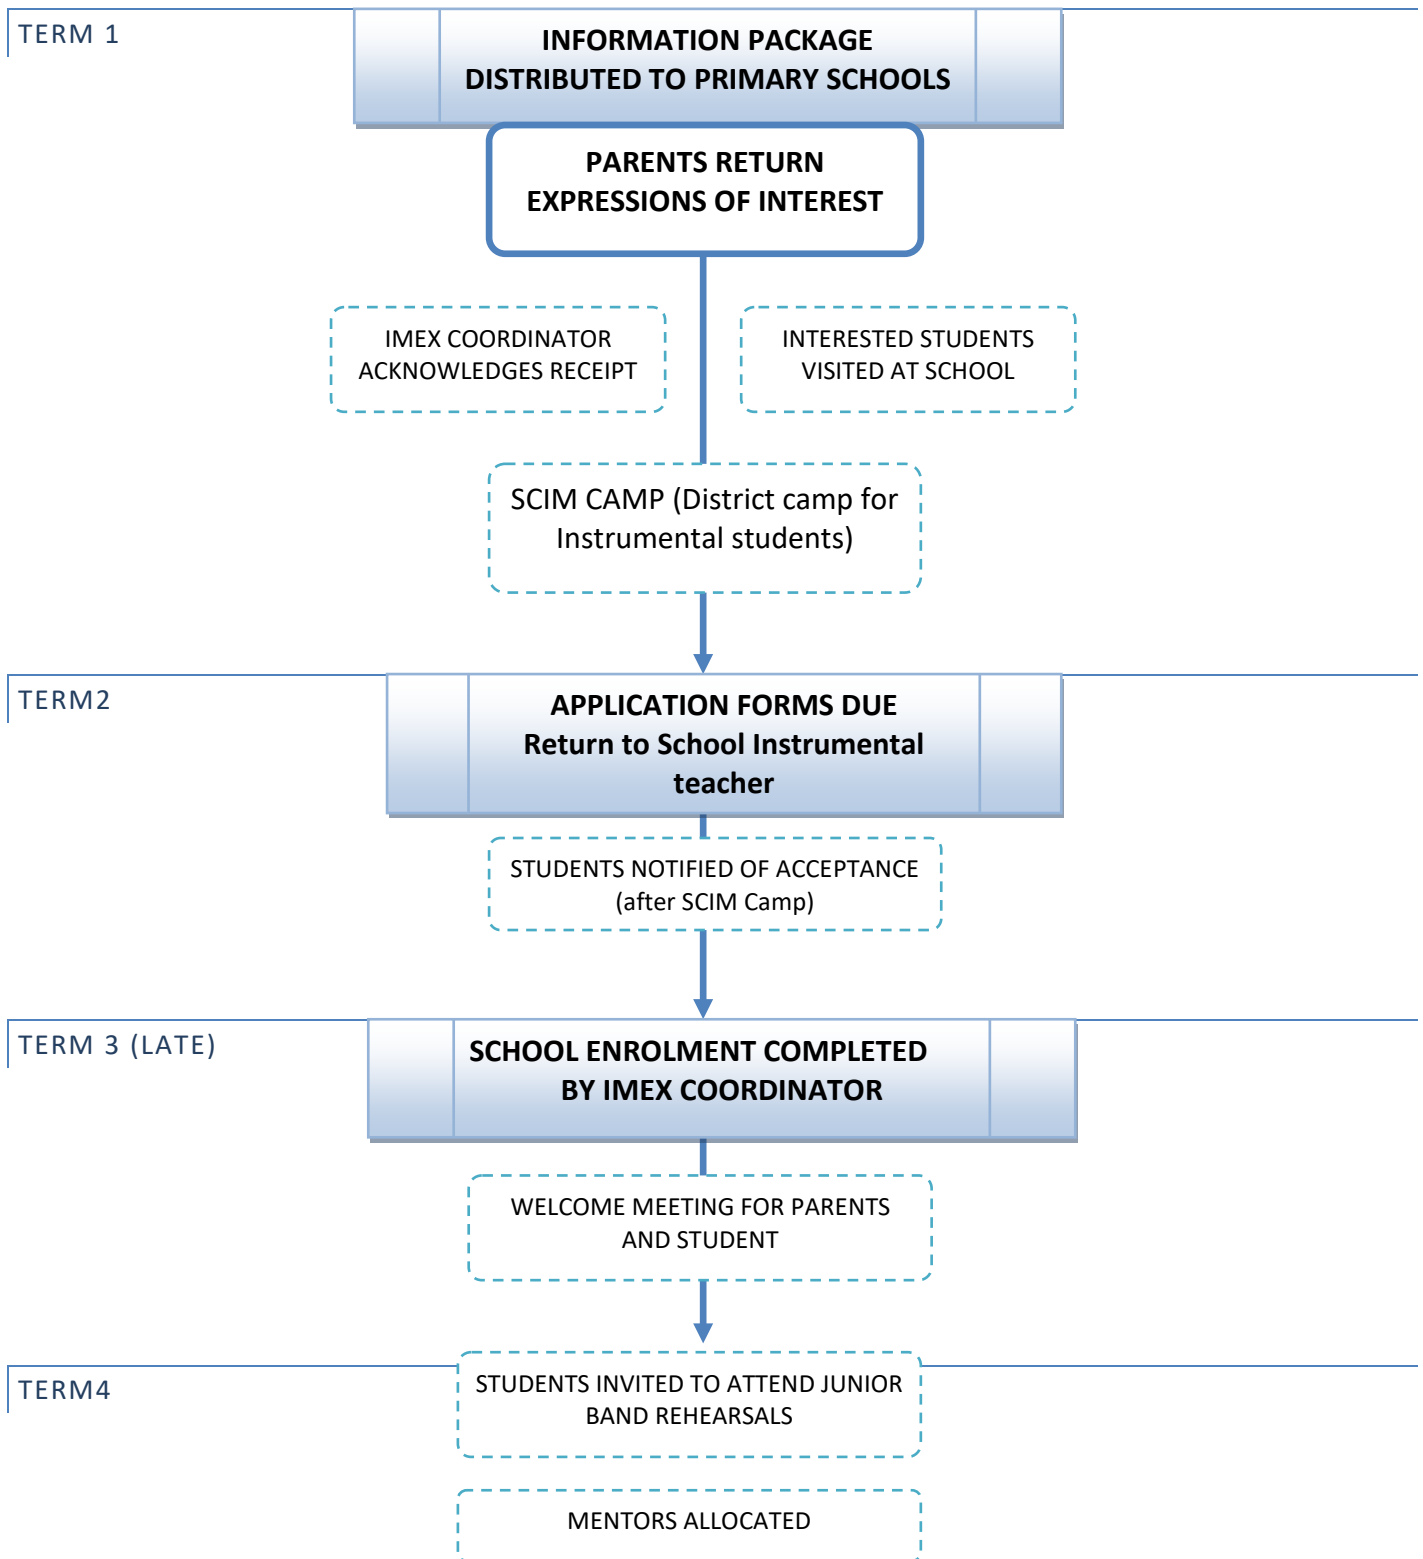 TERM 1
INFORMATION PACKAGE
DISTRIBUTED TO PRIMARY SCHOOLS
PARENTS RETURN
EXPRESSIONS OF INTEREST
IMEX COORDINATOR
ACKNOWLEDGES RECEIPT
INTERESTED STUDENTS
VISITED AT SCHOOL
SCIM CAMP (District camp for
Instrumental students)
TERM2
APPLICATION FORMS DUE
Return to School Instrumental
teacher
STUDENTS NOTIFIED OF ACCEPTANCE
(after SCIM Camp)
TERM 3 (LATE)
SCHOOL ENROLMENT COMPLETED
BY IMEX COORDINATOR
WELCOME MEETING FOR PARENTS
AND STUDENT
TERM4
STUDENTS INVITED TO ATTEND JUNIOR
BAND REHEARSALS
MENTORS ALLOCATED